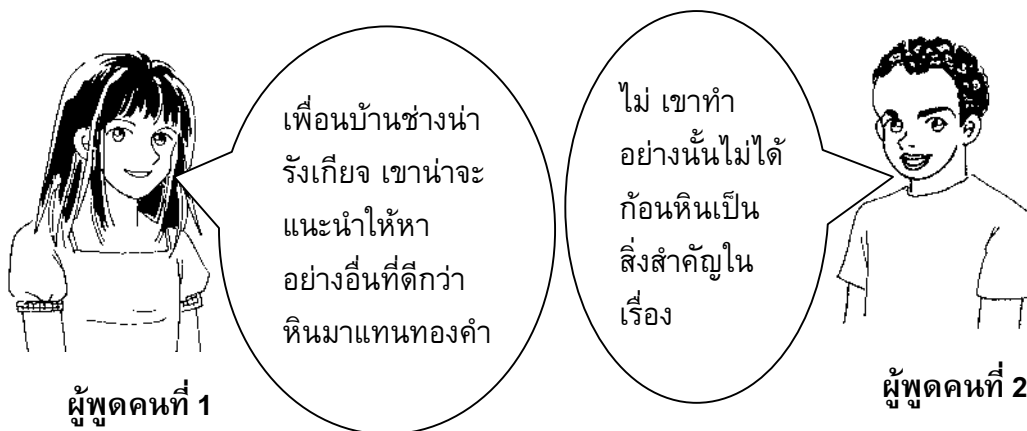 เพื่อนบ้านช่างน่า
รังเกียจ เขาน่าจะ
แนะนำให้หา
อย่างอื่นที่ดีกว่า
หินมาแทนทองคำ
ผู้พูดคนที่ 1
ไม่ เขาทำ
อย่างนั้นไม่ได้
ก้อนหินเป็น
สิ่งสำคัญใน
เรื่อง
ผู้พูดคนที่ 2